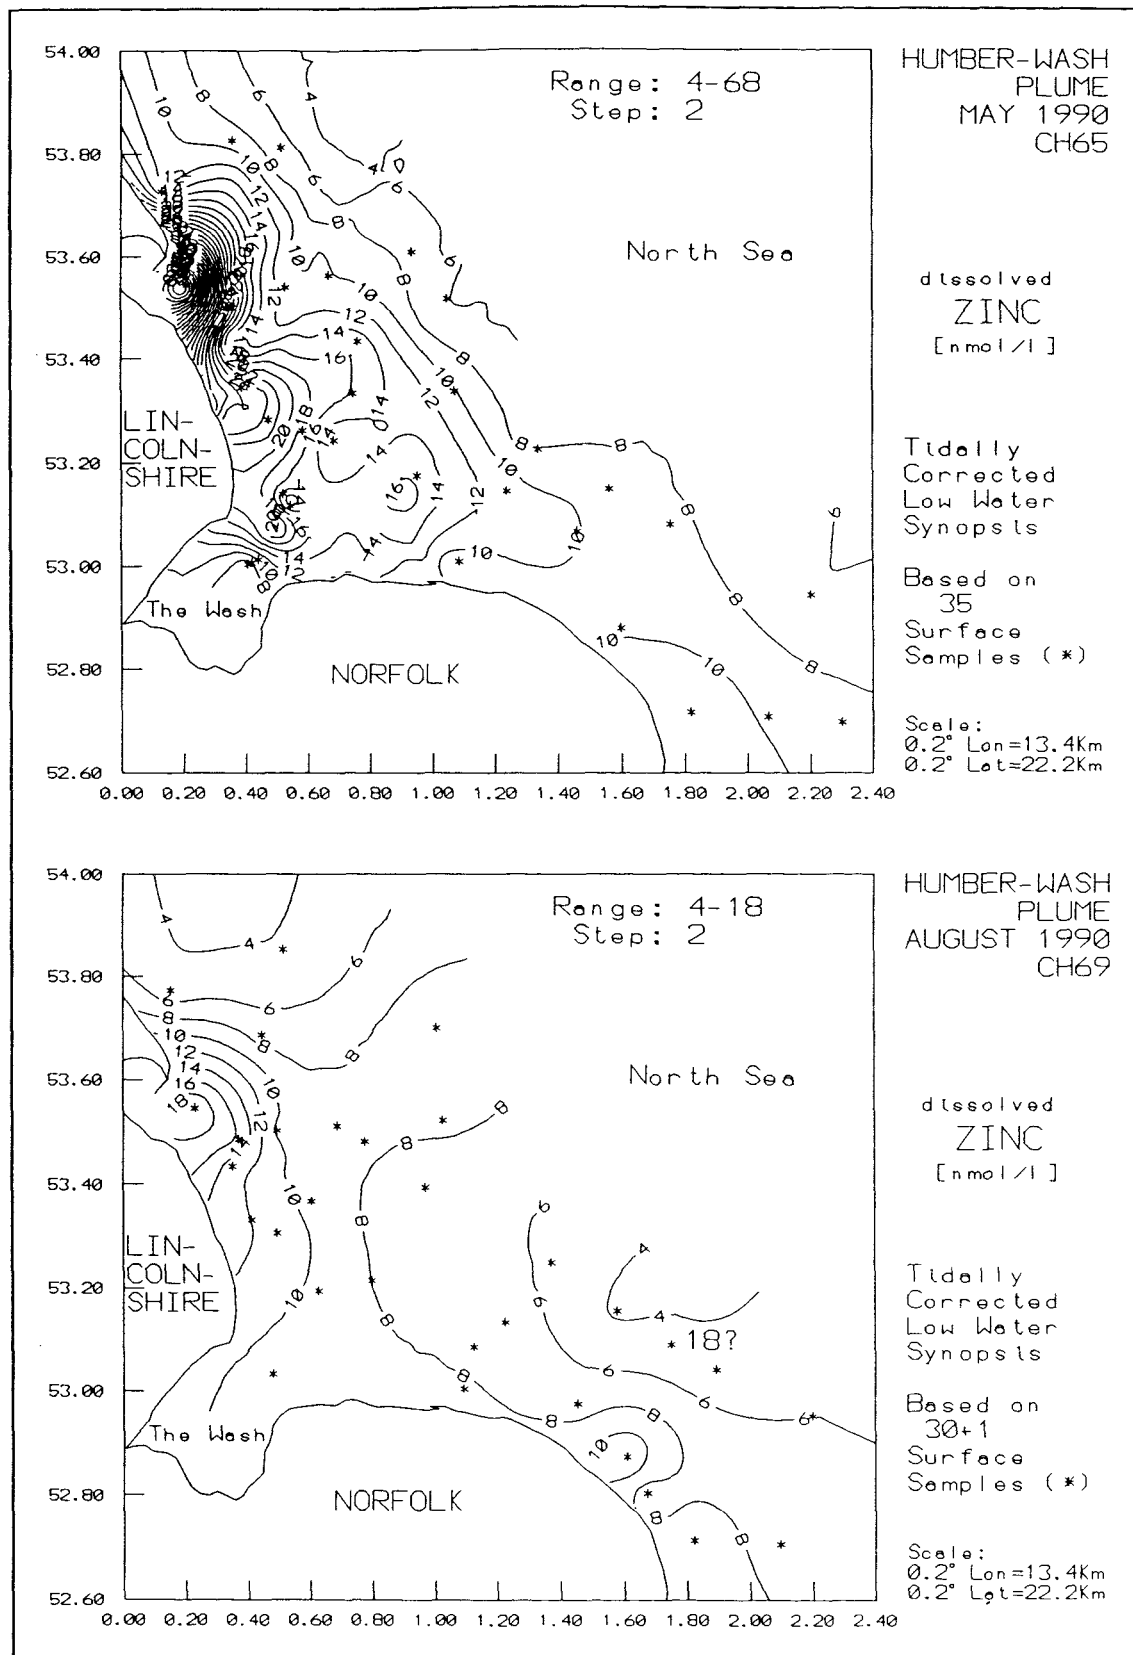 54.00
53.80
53.60
53.40
53.20
53.00
52.80
52.60
0.00 0.20 0.40 0.60 0.80 1.00 1.20 1.40 1.60 1.80 2.00 2.20 2.40
Range: 4-68
Step: 2
North Sea
LIN-
COLN-
SHIRE
The Wash
NORFOLK
HUMBER-WASH
PLUME
MAY 1990
CH65
dissolved
ZINC
[nmol/l]
Tidally
Corrected
Low Water
Synopsis
Based on
35
Surface
Samples (*)
Scale:
0.2° Lon=13.4Km
0.2° Lat=22.2Km
54.00
53.80
53.60
53.40
53.20
53.00
52.80
52.60
0.00 0.20 0.40 0.60 0.80 1.00 1.20 1.40 1.60 1.80 2.00 2.20 2.40
Range: 4-18
Step: 2
North Sea
18?
LIN-
COLN-
SHIRE
The Wash
NORFOLK
HUMBER-WASH
PLUME
AUGUST 1990
CH69
dissolved
ZINC
[nmol/l]
Tidally
Corrected
Low Water
Synopsis
Based on
30+1
Surface
Samples (*)
Scale:
0.2° Lon=13.4Km
0.2° Lat=22.2Km